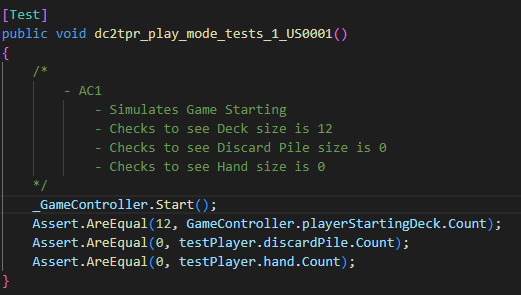 [Test]
public void dc2tpr_play_mode_tests_1_US0001()
{
/*
- AC1
- Simulates Game Starting
- Checks to see Deck size is 12
- Checks to see Discard Pile size is 0
- Checks to see Hand size is 0
*/
_GameController.Start();
Assert.AreEqual(12, GameController.playerStartingDeck.Count);
Assert.AreEqual(0, testPlayer.discardPile.Count);
Assert.AreEqual(0, testPlayer.hand.Count);
}